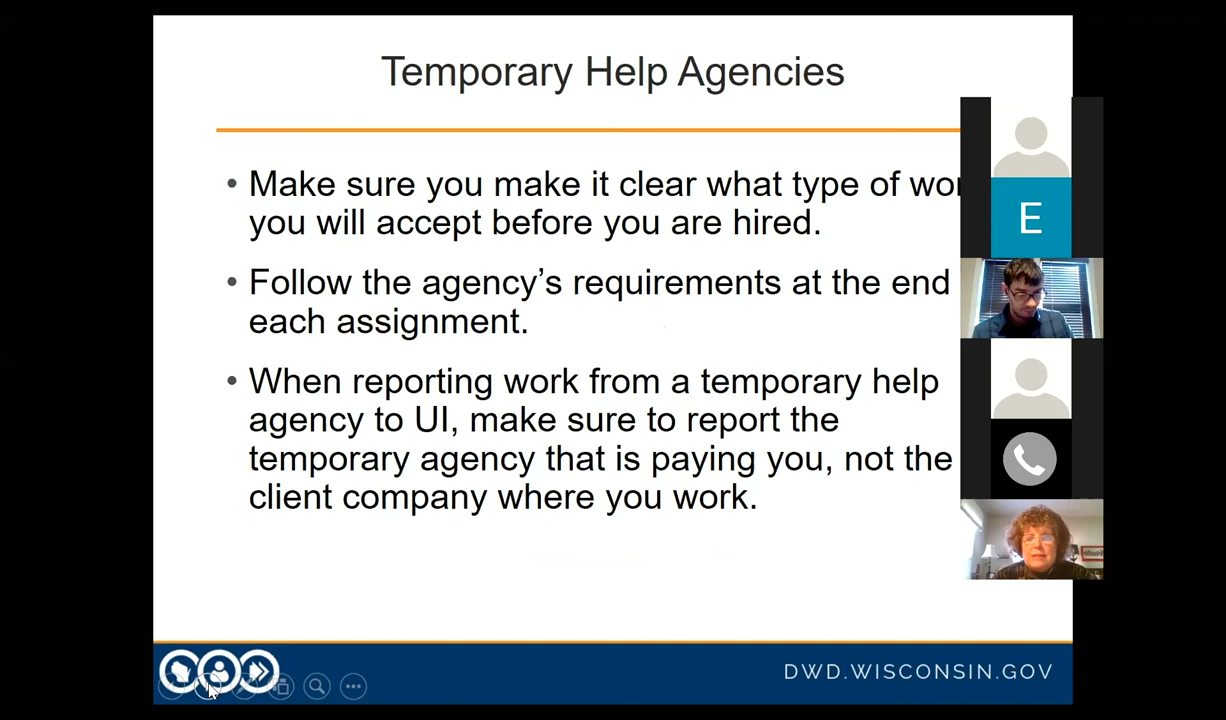 Temporary Help Agencies
• Make sure you make it clear what type of wor
you will accept before you are hired.
• Follow the agency’s requirements at the end
each assignment.
• When reporting work from a temporary help
agency to UI, make sure to report the
temporary agency that is paying you, not the
client company where you work.
E
DWD.WISCONSIN.GOV